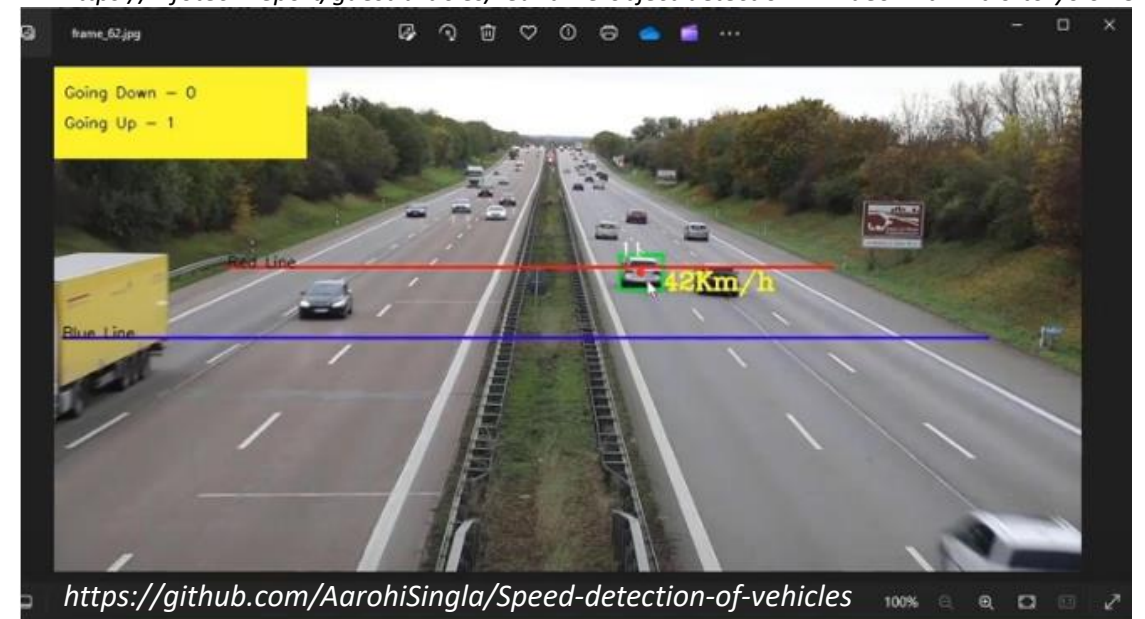 frame_62.jpg
Going Down - 0
Going Up - 1
Red Line
11
42Km/h
Blue Line
https://github.com/AarohiSingla/Speed-detection-of-vehicles
100%